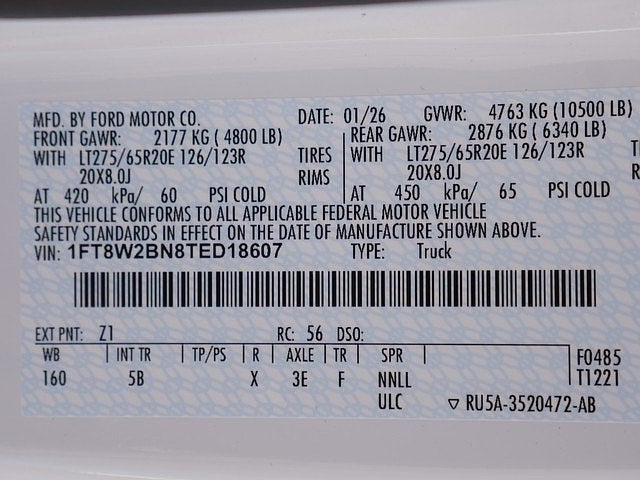 MFD. BY FORD MOTOR CO. DATE: 01/26 GVWR: 4763 KG (10500 LB)
FRONT GAWR: 2177 KG ( 4800 LB) REAR GAWR: 2876 KG ( 6340 LB)
WITH LT275/65R20E 126/123R TIRES WITH LT275/65R20E 126/123R
20X8.0J RIMS 20X8.0J
AT 420 kPa/ 60 PSI COLD AT 450 kPa/ 65 PSI COLD
THIS VEHICLE CONFORMS TO ALL APPLICABLE FEDERAL MOTOR VEHICLE
SAFETY STANDARDS IN EFFECT ON THE DATE OF MANUFACTURE SHOWN ABOVE.
VIN: 1FT8W2BN8TED18607 TYPE: Truck
EXT PNT: Z1 RC: 56 DSO:
WB INT TR TP/PS R AXLE TR SPR F0485
160 5B X 3E F NNLL T1221
ULC ▽ RU5A-3520472-AB